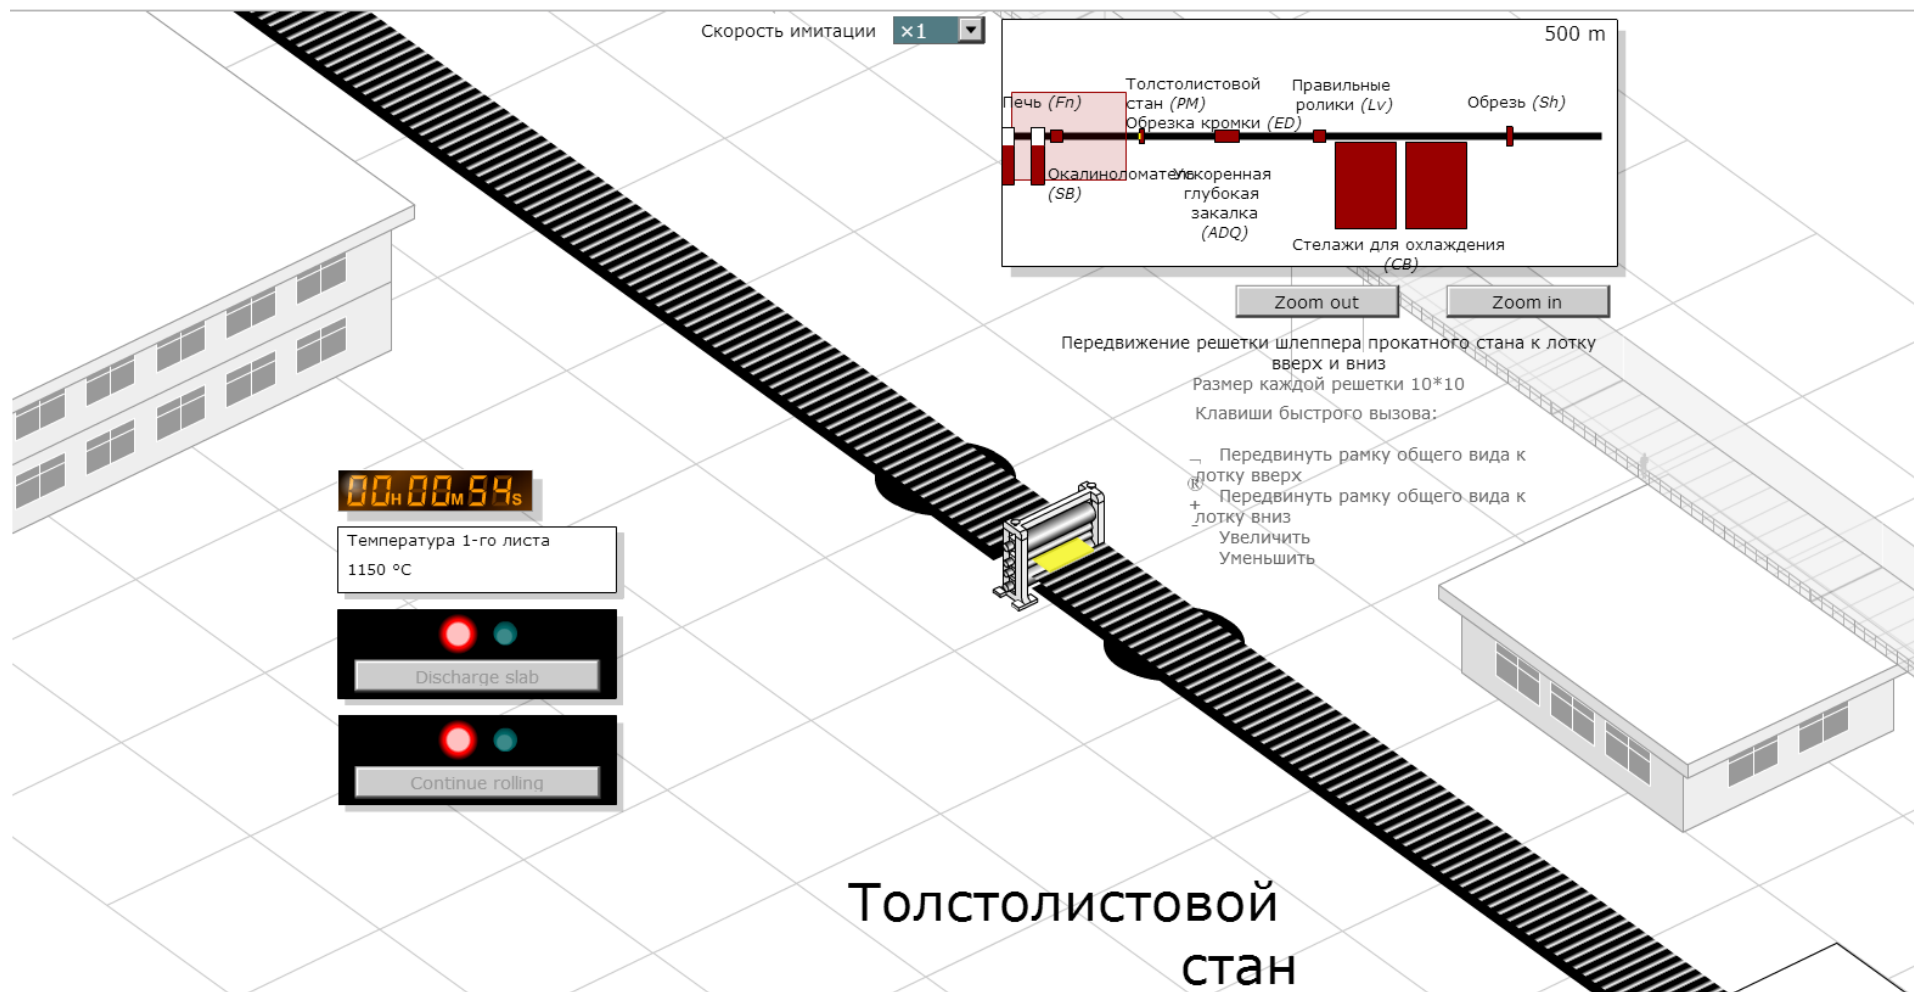 Скорость имитации
×1
500 m
Печь (Fn)
Толстолистовой
стан (PM)
Обрезка кромки (ED)
Правильные
ролики (Lv)
Обрезь (Sh)
Окалиноломатель
(SB)
Ускоренная
глубокая
закалка
(ADQ)
Стелажи для охлаждения
(CB)
Zoom out
Zoom in
Передвижение решетки шлеппера прокатного стана к лотку
вверх и вниз
Размер каждой решетки 10*10
Клавиши быстрого вызова:
¬ Передвинуть рамку общего вида к
лотку вверх
® Передвинуть рамку общего вида к
лотку вниз
+ Увеличить
- Уменьшить
00H00M54S
Температура 1-го листа
1150 °C
Discharge slab
Continue rolling
Толстолистовой
стан